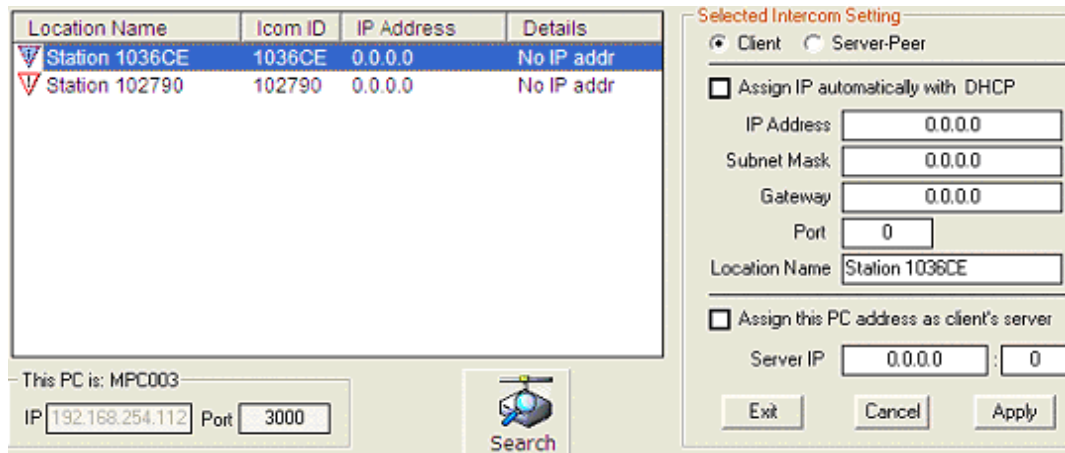 Location Name Icom ID IP Address Details
Station 1036CE 1036CE 0.0.0.0 No IP addr
Station 102790 102790 0.0.0.0 No IP addr
This PC is: MPC003
IP 192.168.254.112 Port 3000
Search
Selected Intercom Setting
Client Server-Peer
Assign IP automatically with DHCP
IP Address 0.0.0.0
Subnet Mask 0.0.0.0
Gateway 0.0.0.0
Port 0
Location Name Station 1036CE
Assign this PC address as client's server
Server IP 0.0.0.0 : 0
Exit Cancel Apply